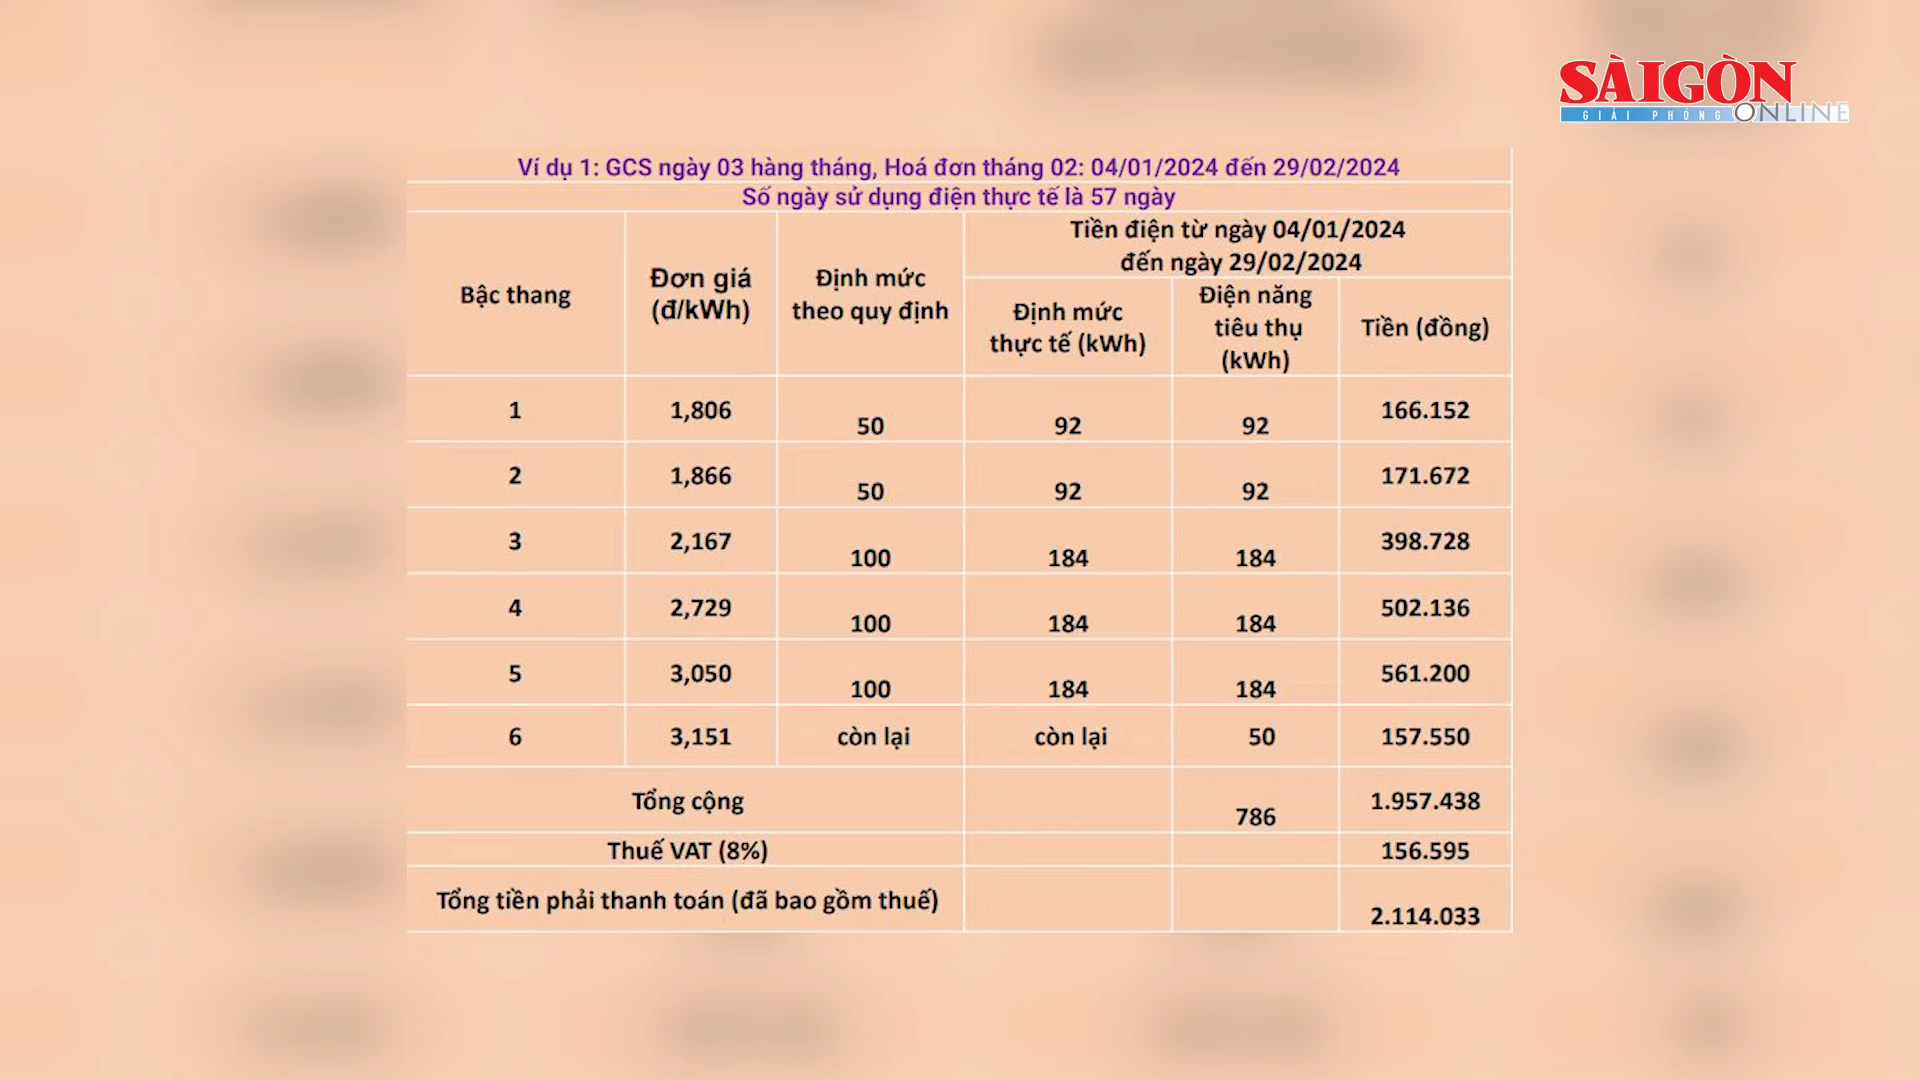 SÀIGÒN
GIẢI PHÓNG ONLINE
Ví dụ 1: GCS ngày 03 hàng tháng, Hoá đơn tháng 02: 04/01/2024 đến 29/02/2024
Số ngày sử dụng điện thực tế là 57 ngày
Bậc thang
Đơn giá
(đ/kWh)
Định mức
theo quy định
Tiền điện từ ngày 04/01/2024
đến ngày 29/02/2024
Định mức
thực tế (kWh)
Điện năng
tiêu thụ
(kWh)
Tiền (đồng)
1 1,806 50 92 92 166.152
2 1,866 50 92 92 171.672
3 2,167 100 184 184 398.728
4 2,729 100 184 184 502.136
5 3,050 100 184 184 561.200
6 3,151 còn lại còn lại 50 157.550
Tổng cộng 786 1.957.438
Thuế VAT (8%) 156.595
Tổng tiền phải thanh toán (đã bao gồm thuế) 2.114.033